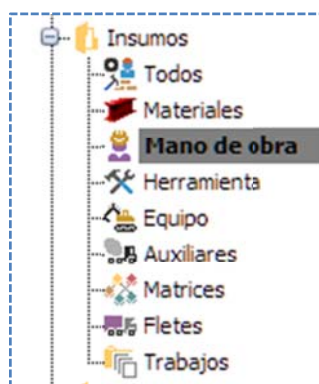 Insumos
Todos
Materiales
Mano de obra
Herramienta
Equipo
Auxiliares
Matrices
Fletes
Trabajos